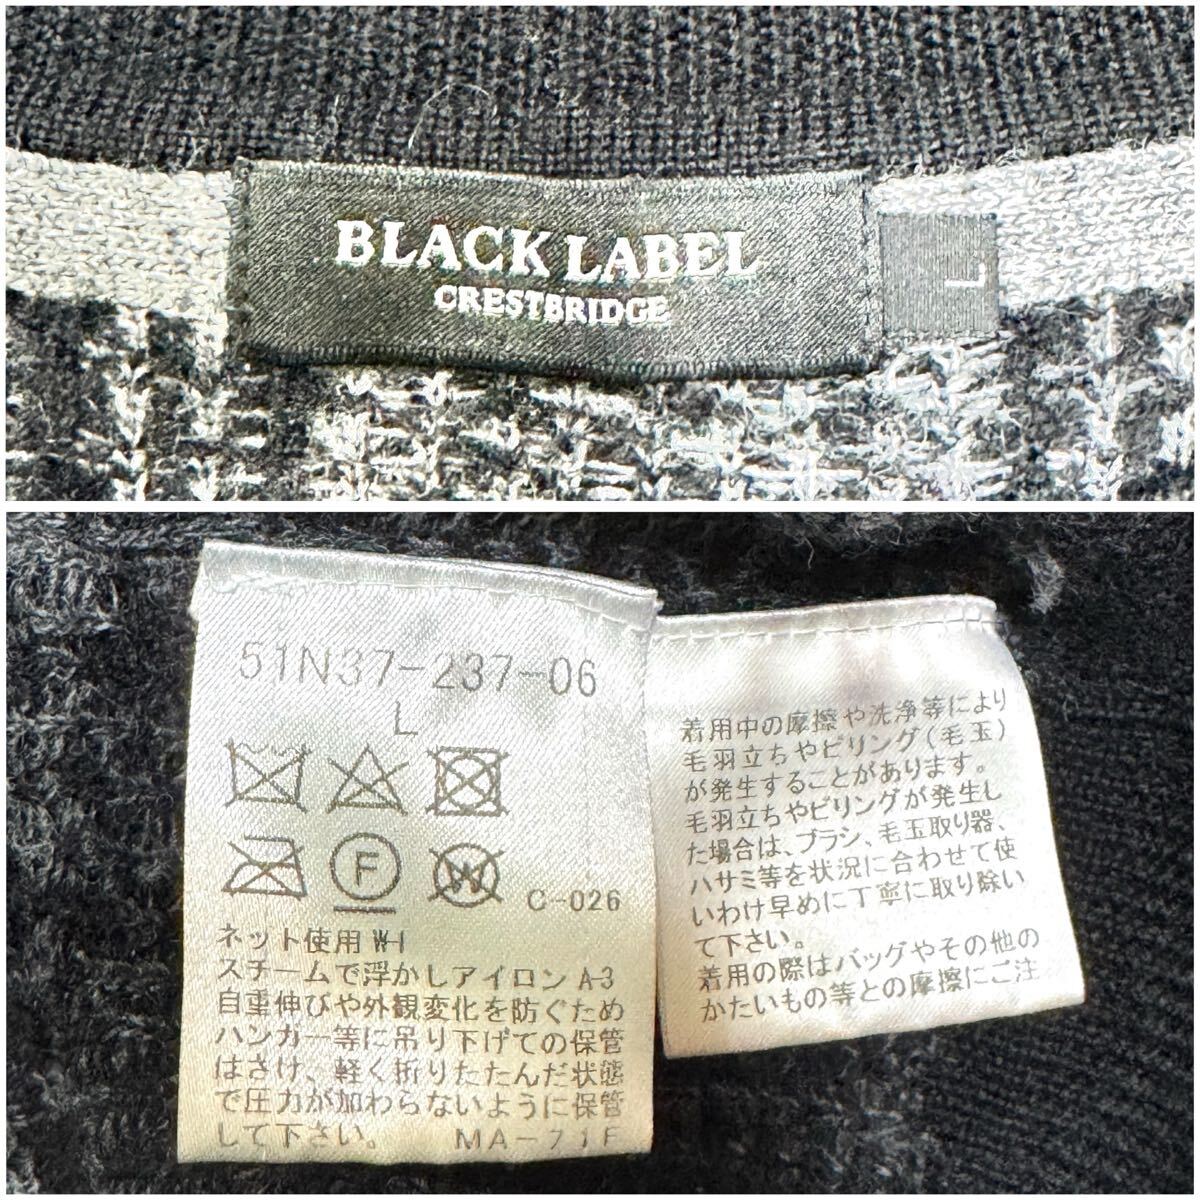 BLACK LABEL
CRESTBRIDGE
L
51N37-237-06
L
F
W
C-026
ネット使用 W-1
スチームで浮かしアイロン A-3
自重伸びや外観変化を防ぐため
ハンガー等に吊り下げての保管
はさけ、軽く折りたたんだ状態
で圧力が加わらないように保管
して下さい。 MA-71F
着用中の摩擦や洗浄等により
毛羽立ちやピリング(毛玉)
が発生することがあります。
毛羽立ちやピリングが発生し
た場合は、ブラシ、毛玉取り器、
ハサミ等を状況に合わせて使
いわけ早めに丁寧に取り除い
て下さい。
着用の際はバッグやその他の
かたいもの等との摩擦にご注